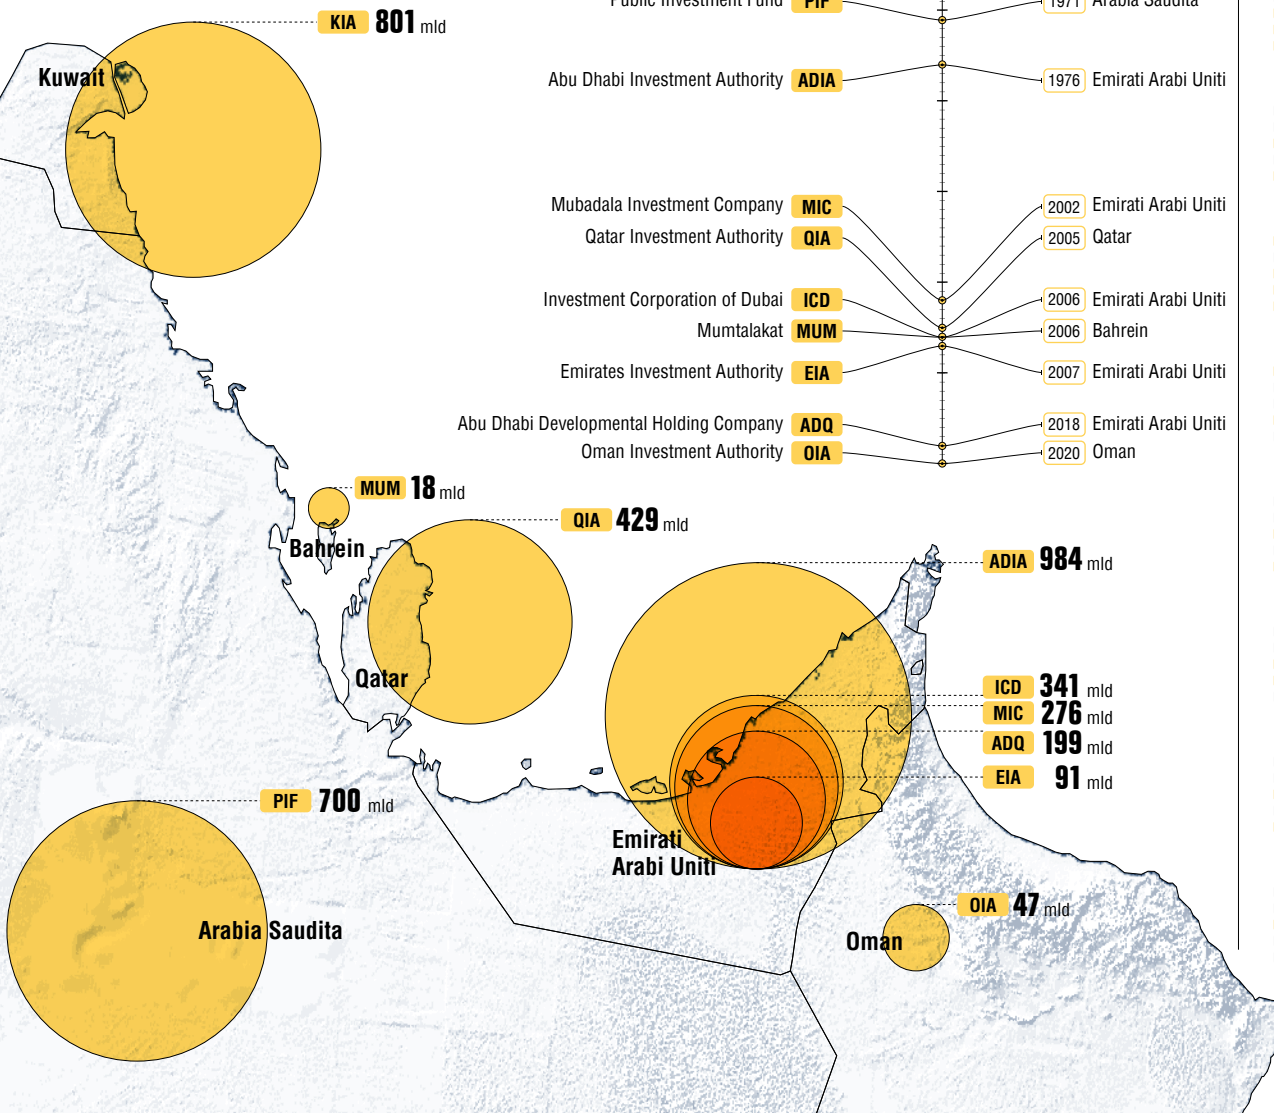 Public Investment Fund PIF 1971 Arabia Saudita
KIA 801 mld
Kuwait
Abu Dhabi Investment Authority ADIA 1976 Emirati Arabi Uniti
Mubadala Investment Company MIC 2002 Emirati Arabi Uniti
Qatar Investment Authority QIA 2005 Qatar
Investment Corporation of Dubai ICD 2006 Emirati Arabi Uniti
Mumtalakat MUM 2006 Bahrein
Emirates Investment Authority EIA 2007 Emirati Arabi Uniti
Abu Dhabi Developmental Holding Company ADQ 2018 Emirati Arabi Uniti
Oman Investment Authority OIA 2020 Oman
MUM 18 mld
Bahrein
QIA 429 mld
Qatar
ADIA 984 mld
ICD 341 mld
MIC 276 mld
ADQ 199 mld
EIA 91 mld
Emirati
Arabi Uniti
PIF 700 mld
Arabia Saudita
OIA 47 mld
Oman